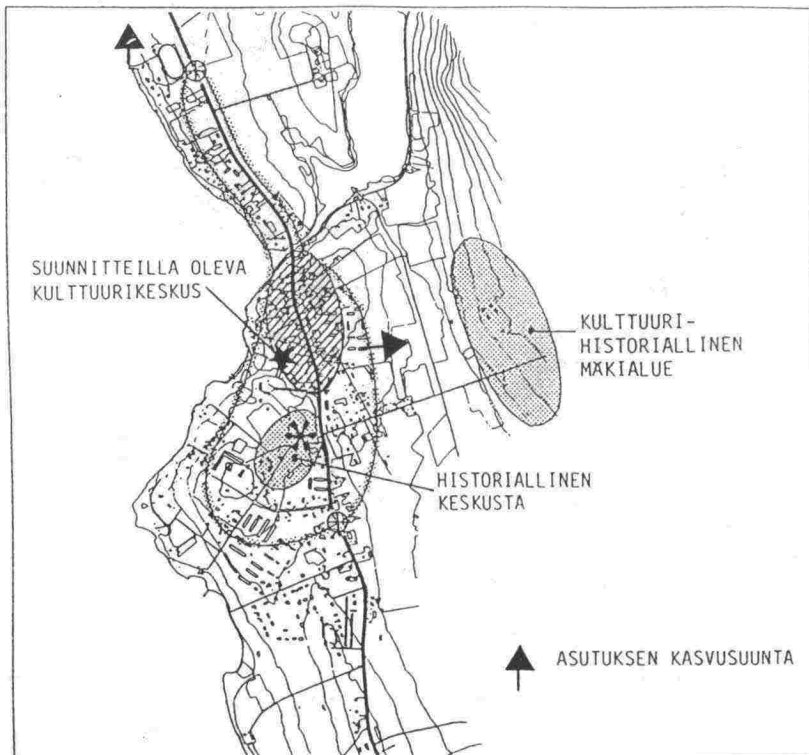 SUUNNITTEILLA OLEVA
KULTTUURIKESKUS
KULTTUURI-
HISTORIALLINEN
MÄKIALUE
HISTORIALLINEN
KESKUSTA
ASUTUKSEN KASVUSUUNTA